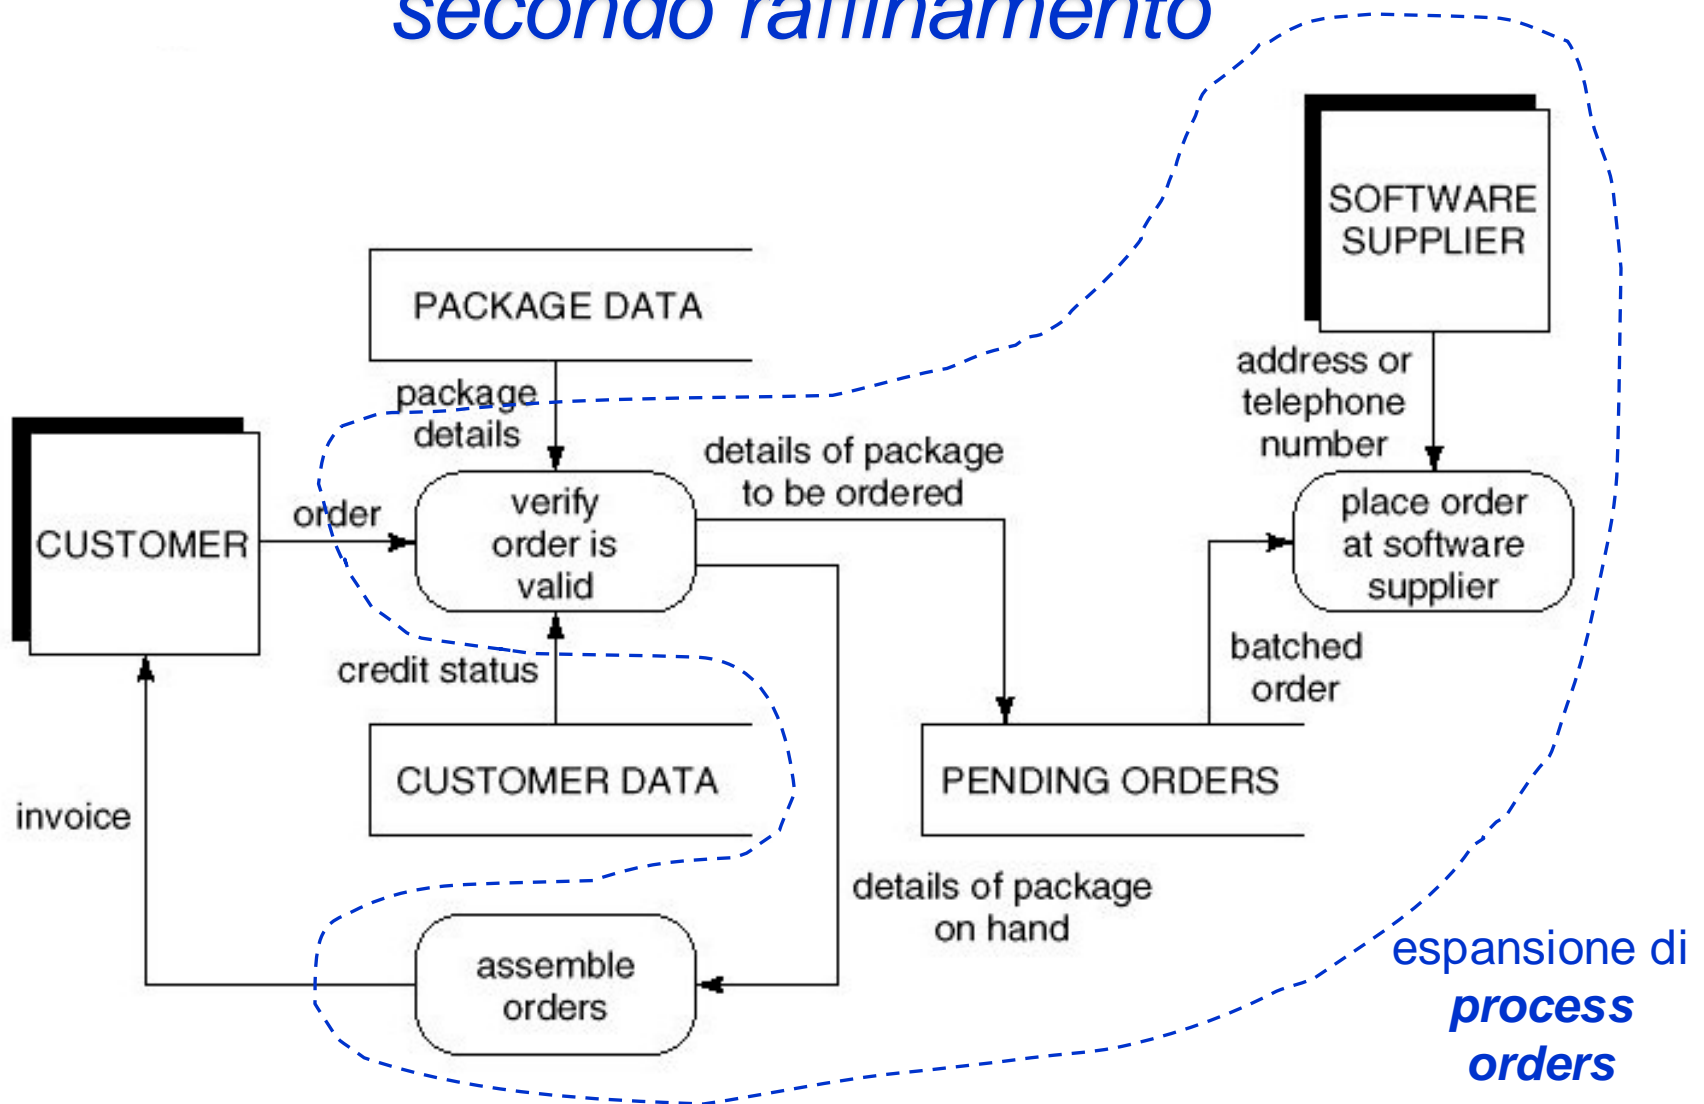 secondo raffinamento
SOFTWARE
SUPPLIER
PACKAGE DATA
address or
telephone
number
package
details
details of package
to be ordered
order
CUSTOMER
verify
order is
valid
place order
at software
supplier
credit status
batched
order
CUSTOMER DATA
PENDING ORDERS
invoice
details of package
on hand
assemble
orders
espansione di
process
orders